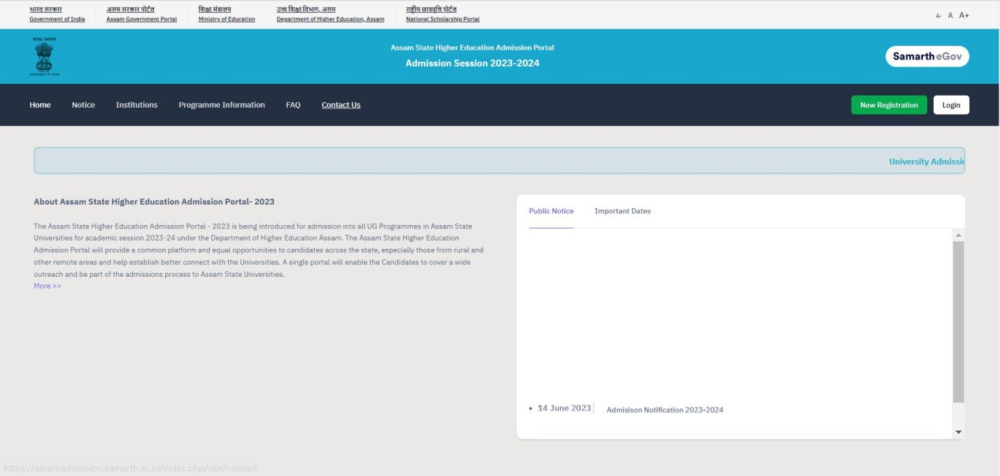 भारत सरकार
Government of India
असम सरकार पोर्टल
Assam Government Portal
शिक्षा मंत्रालय
Ministry of Education
उच्च शिक्षा विभाग, असम
Department of Higher Education, Assam
राष्ट्रीय छात्रवृत्ति पोर्टल
National Scholarship Portal
A- A A+
Assam State Higher Education Admission Portal
Admission Session 2023-2024
Samarth eGov
Home Notice Institutions Programme Information FAQ Contact Us New Registration Login
University Admissi
About Assam State Higher Education Admission Portal- 2023
The Assam State Higher Education Admission Portal - 2023 is being introduced for admission into all UG Programmes in Assam State
Universities for academic session 2023-24 under the Department of Higher Education Assam. The Assam State Higher Education
Admission Portal will provide a common platform and equal opportunities to candidates across the state, especially those from rural and
other remote areas and help establish better connect with the Universities. A single portal will enable the Candidates to cover a wide
outreach and be part of the admissions process to Assam State Universities.
More >>
Public Notice Important Dates
• 14 June 2023 Admisison Notification 2023-2024
https://assamadmission.samarth.ac.in/index.php/site/contact